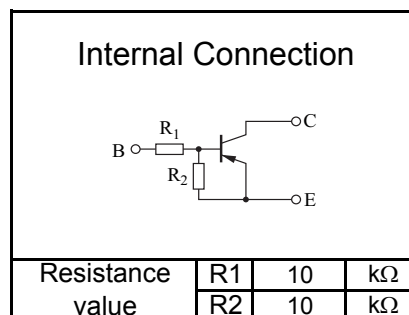 Internal Connection
C
R1
B
R2
E
Resistance value R1 10 kΩ
R2 10 kΩ